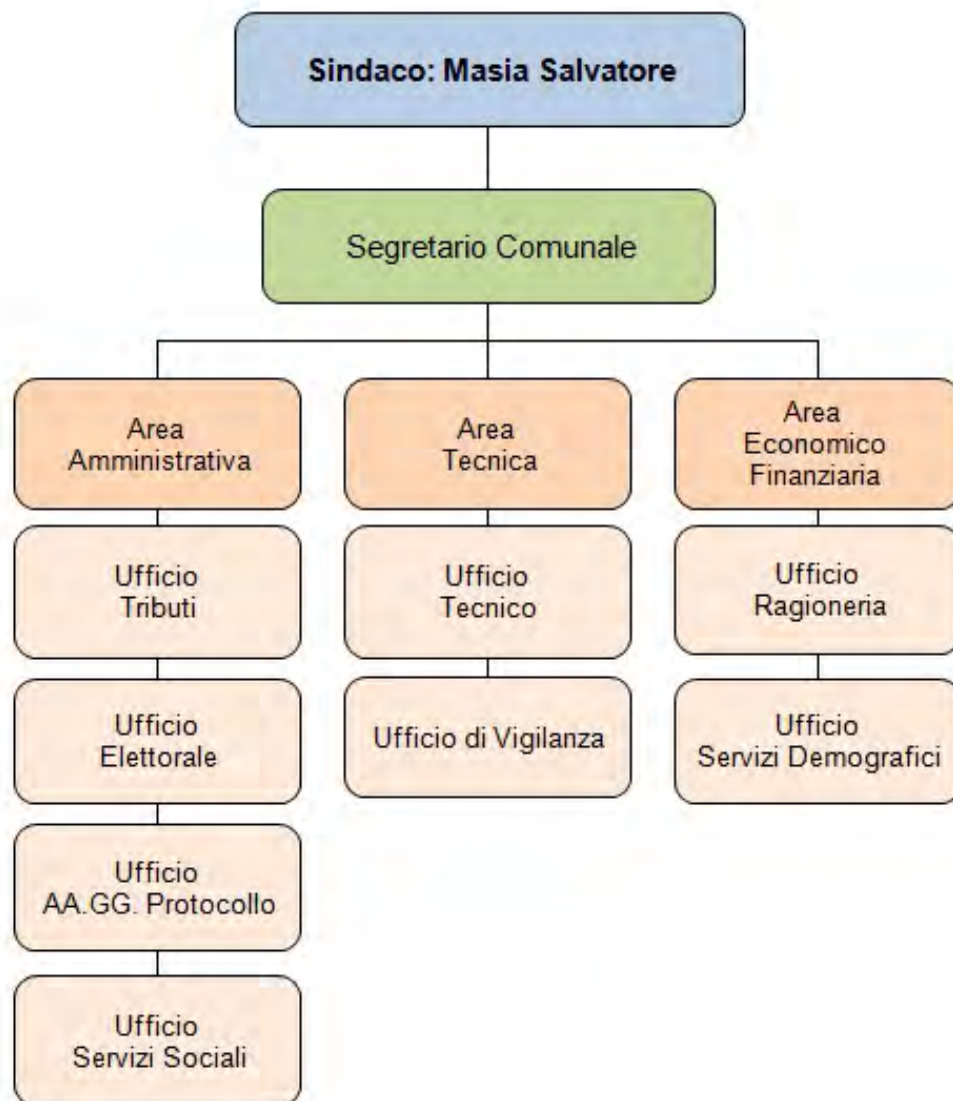 Sindaco: Masia Salvatore
Segretario Comunale
Area
Amministrativa
Area
Tecnica
Area
Economico
Finanziaria
Ufficio
Tributi
Ufficio
Tecnico
Ufficio
Ragioneria
Ufficio
Elettorale
Ufficio di Vigilanza
Ufficio
Servizi Demografici
Ufficio
AA.GG. Protocollo
Ufficio
Servizi Sociali